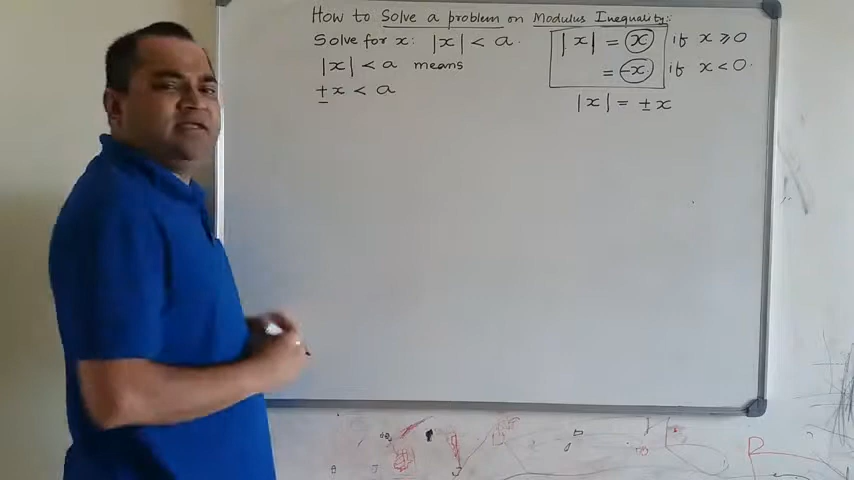 How to Solve a problem on Modulus Inequality:
Solve for x: |x| < a.
|x| < a means
± x < a
|x| = x if x ⩾ 0
= -x if x < 0.
|x| = ± x